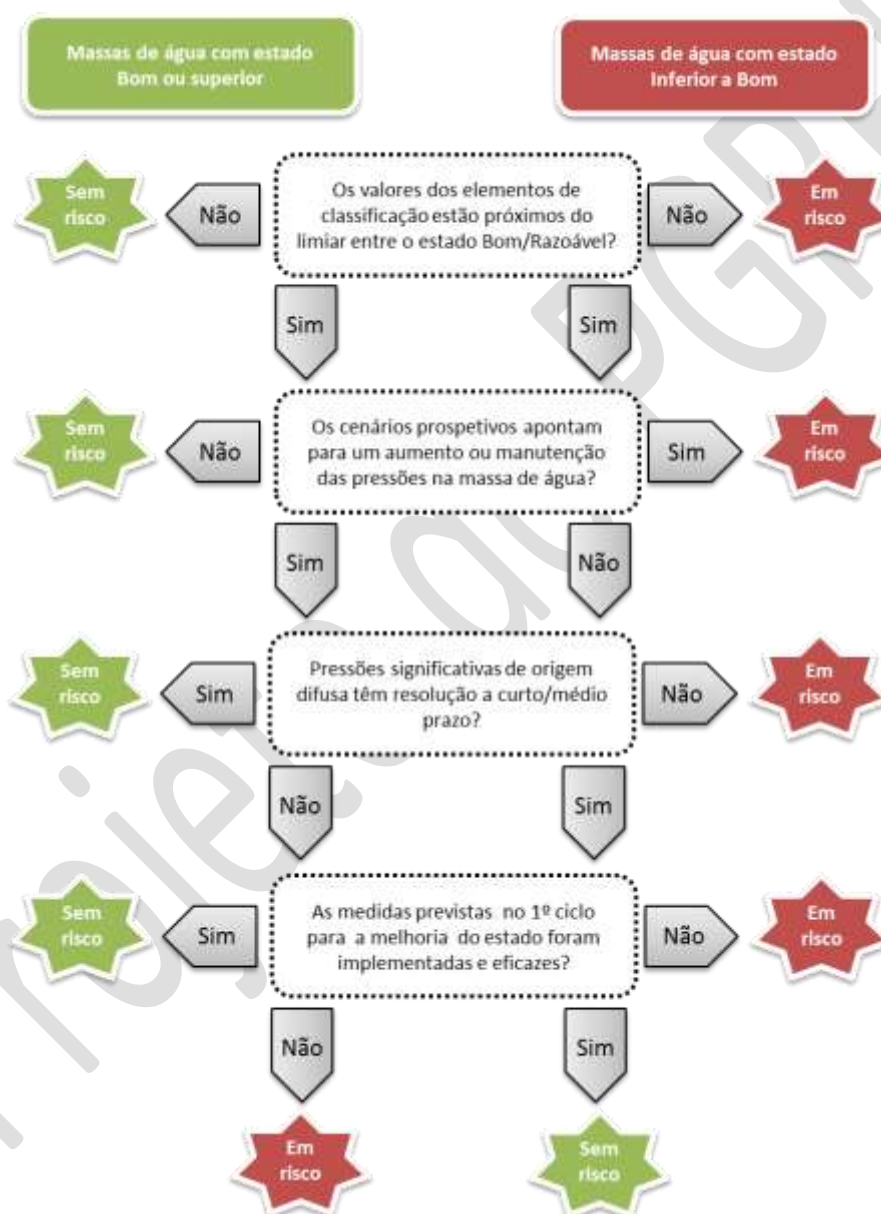 Massas de água com estado
Bom ou superior
Massas de água com estado
Inferior a Bom
Sem
risco
Não
Os valores dos elementos de
classificação estão próximos do
limiar entre o estado Bom/Razoável?
Não
Em
risco
Sim
Sim
Sem
risco
Não
Os cenários prospetivos apontam
para um aumento ou manutenção
das pressões na massa de água?
Sim
Em
risco
Sim
Não
Sem
risco
Sim
Pressões significativas de origem
difusa têm resolução a curto/médio
prazo?
Não
Em
risco
Não
Sim
Sem
risco
Sim
As medidas previstas no 1º ciclo
para a melhoria do estado foram
implementadas e eficazes?
Não
Em
risco
Não
Sim
Em
risco
Sem
risco